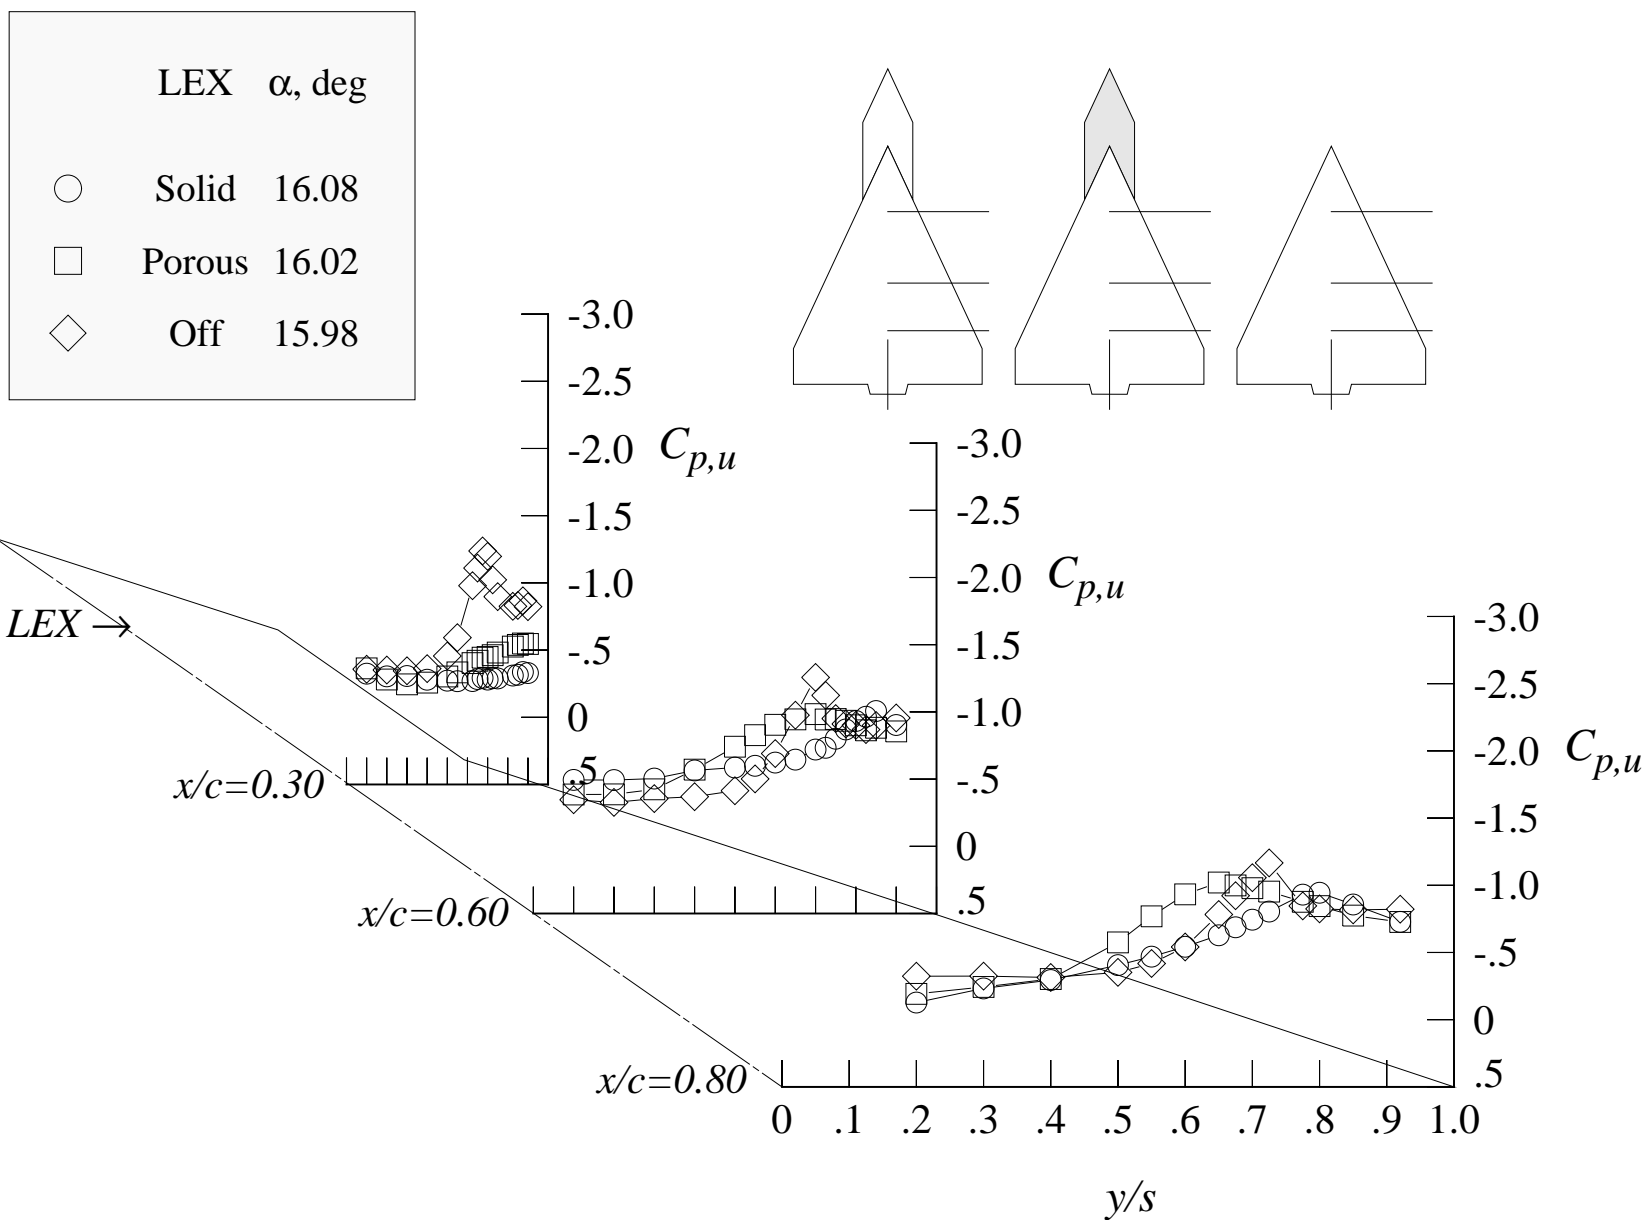 LEX α, deg
Solid 16.08
Porous 16.02
Off 15.98
-3.0
-2.5
-2.0
-1.5
-1.0
-.5
0
.5
Cp,u
-3.0
-2.5
-2.0
-1.5
-1.0
-.5
0
.5
Cp,u
-3.0
-2.5
-2.0
-1.5
-1.0
-.5
0
.5
Cp,u
LEX →
x/c=0.30
x/c=0.60
x/c=0.80
0 .1 .2 .3 .4 .5 .6 .7 .8 .9 1.0
y/s